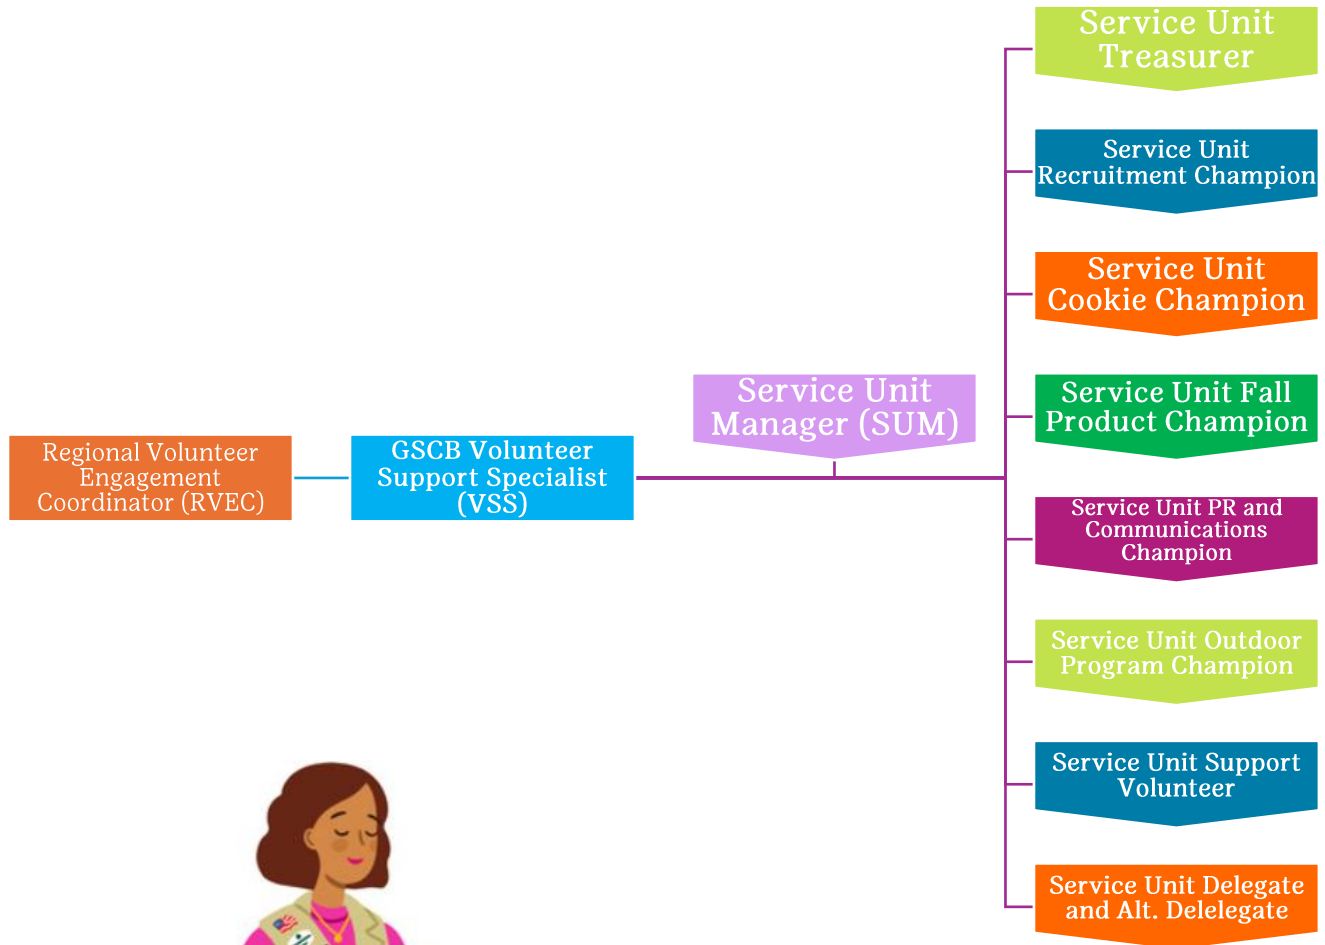 Regional Volunteer
Engagement
Coordinator (RVEC)
GSCB Volunteer
Support Specialist
(VSS)
Service Unit
Manager (SUM)
Service Unit
Treasurer
Service Unit
Recruitment Champion
Service Unit
Cookie Champion
Service Unit Fall
Product Champion
Service Unit PR and
Communications
Champion
Service Unit Outdoor
Program Champion
Service Unit Support
Volunteer
Service Unit Delegate
and Alt. Delelegate